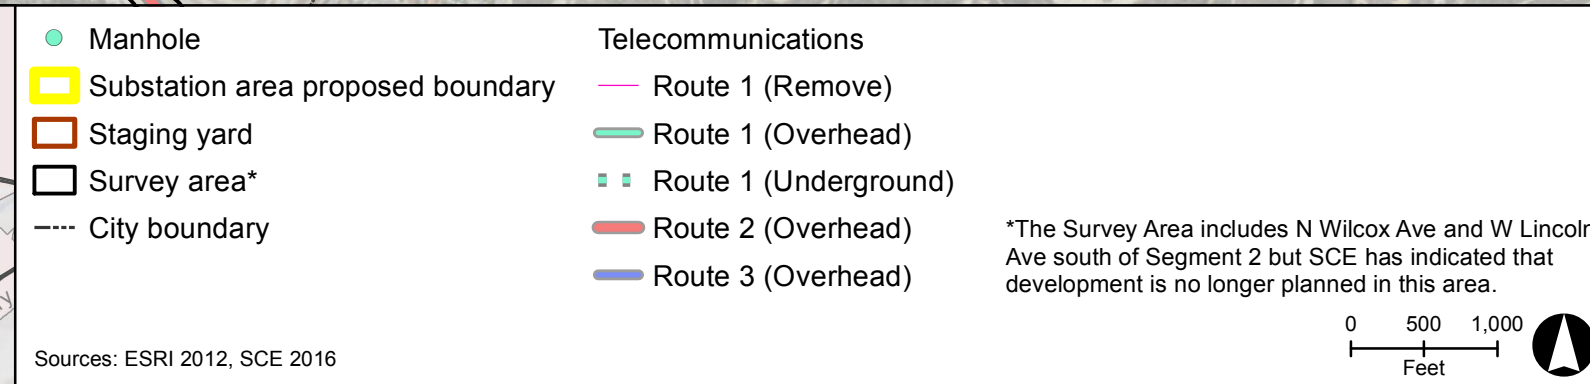 Manhole
Substation area proposed boundary
Staging yard
Survey area*
City boundary
Telecommunications
Route 1 (Remove)
Route 1 (Overhead)
Route 1 (Underground)
Route 2 (Overhead)
Route 3 (Overhead)
*The Survey Area includes N Wilcox Ave and W Lincoln
Ave south of Segment 2 but SCE has indicated that
development is no longer planned in this area.
0 500 1,000
Feet
Sources: ESRI 2012, SCE 2016